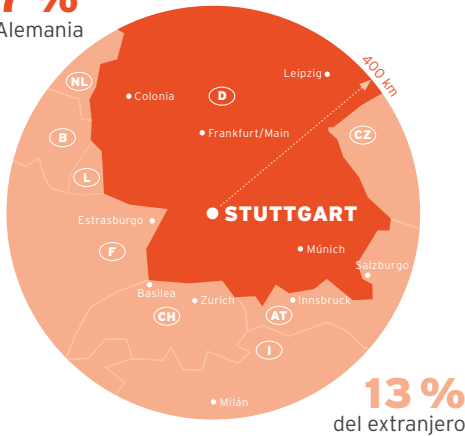 7 %
Alemania
NL
Leipzig
400 km
Colonia
D
Frankfurt/Main
B
CZ
L
STUTTGART
Estrasburgo
F
Múnich
Salzburgo
Basilea
Zurich
Innsbruck
CH
AT
I
Milán
13 %
del extranjero